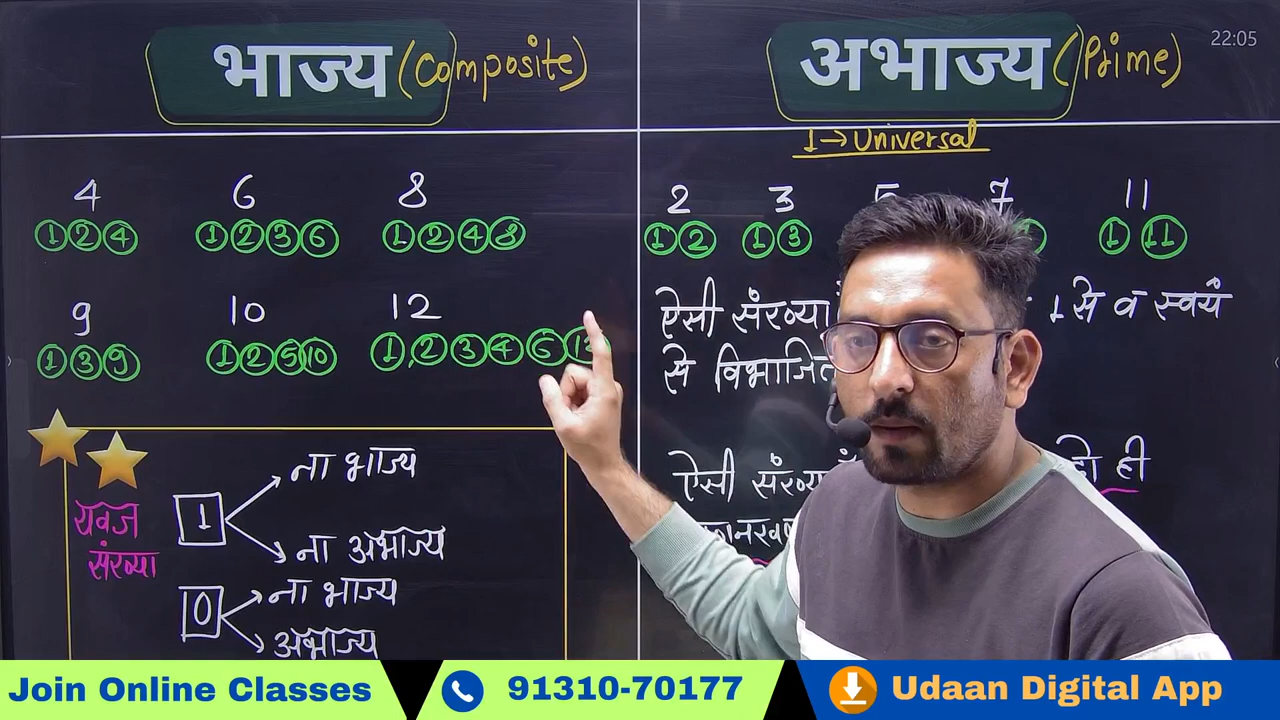 भाज्य (Composite)
अभाज्य (Prime)
22:05
1→Universal
4 6 8
1 2 4 1 2 3 6 1 2 4 8
9 10 12
1 3 9 1 2 5 10 1 2 3 4 6 12
2 3 5 7 11
1 2 1 3 1 11
ऐसी संख्या 1 से व स्वयं
से विभाजित
ऐसी संख्या दो ही
यवज
संख्या
1 ना भाज्य
ना अभाज्य
0 ना भाज्य
अभाज्य
Join Online Classes
91310-70177
Udaan Digital App